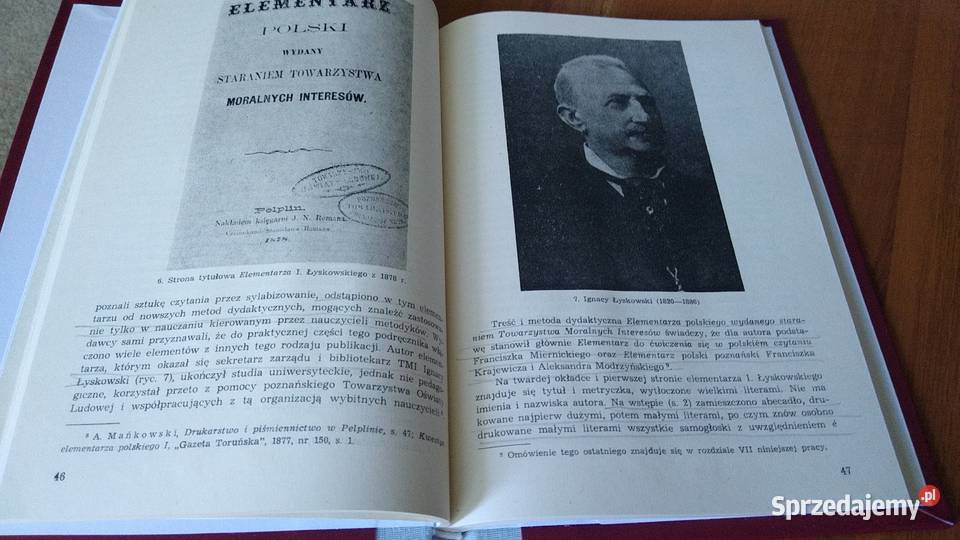 ELEMENTARZ
POLSKI
WYDANY
STARANIEM TOWARZYSTWA
MORALNYCH INTERESÓW.
Pelplin.
Nakładem księgarni J. N. Romana.
Czcionkami Stanisława Romana.
1878.
6. Strona tytułowa Elementarza I. Łyskowskiego z 1878 r.
poznali sztukę czytania przez sylabizowanie, odstąpiono w tym elemen-
tarzu od nowszych metod dydaktycznych, mogących znaleźć zastosowa
nie tylko w nauczaniu kierowanym przez nauczycieli metodyków. Wy-
dawcy sami przyznawali, że do praktycznej części tego podręcznika włą-
czono wiele elementów z innych tego rodzaju publikacji. Autor elemen-
tarza, którym okazał się sekretarz zarządu i bibliotekarz TMI Ignacy
Łyskowski (ryc. 7), ukończył studia uniwersyteckie, jednak nie pedago-
giczne, korzystał przeto z pomocy poznańskiego Towarzystwa Oświaty
Ludowej i współpracujących z tą organizacją wybitnych nauczycieli
⁸ A. Mańkowski, Drukarstwo i piśmiennictwo w Pelplinie, s. 47; Kwestya
elementarza polskiego I, „Gazeta Toruńska", 1877, nr 150, s. 1.
46
7. Ignacy Łyskowski (1820—1886)
Treść i metoda dydaktyczna Elementarza polskiego wydanego stara-
niem Towarzystwa Moralnych Interesów świadczy, że dla autora podsta-
wę stanowił głównie Elementarz do ćwiczenia się w polskiém czytaniu
Franciszka Miernickiego oraz Elementarz polski poznański Franciszka
Krajewicza i Aleksandra Modrzyńskiego⁹.
Na twardej okładce i pierwszej stronie elementarza I. Łyskowskiego
znajduje się tytuł i metryczka, wytłoczone wielkimi literami. Nie ma
imienia i nazwiska autora. Na wstępie (s. 2) zamieszczono abecadło, dru-
kowane najpierw dużymi, potem małymi literami, po czym znów osobno
drukowane małymi literami wszystkie samogłoski z uwzględnieniem é
⁹ Omówienie tego ostatniego znajduje się w rozdziale VII niniejszej pracy.
47
Sprzedajemy.pl